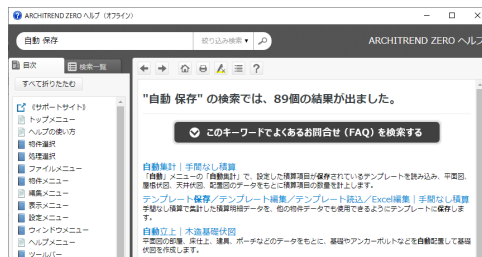 ARCHITREND ZERO ヘルプ (オフライン)
自動 保存
絞り込み検索▼
ARCHITREND ZERO ヘルプ
目次
検索一覧
すべて折りたたむ
《サポートサイト》
トップメニュー
ヘルプの使い方
物件選択
処理選択
ファイルメニュー
物件メニュー
編集メニュー
表示メニュー
設定メニュー
ウィンドウメニュー
ヘルプメニュー
ツールバー
"自動 保存" の検索では、89個の結果が出ました。
このキーワードでよくあるお問合せ（FAQ）を検索する
自動集計｜手間なし積算
「自動」メニューの「自動集計」で、設定した積算項目が保存されているテンプレートを読み込み、平面図、
屋根伏図、天井伏図、配置図のデータをもとに積算項目の数量を計上します。
テンプレート保存／テンプレート編集／テンプレート読込／Excel編集｜手間なし積算
手間なし積算で集計した積算明細データを、他の物件データでも使用できるようにテンプレートに保存しま
す。
自動立上｜木造基礎伏図
平面図の部屋、床仕上、建具、ポーチなどのデータをもとに、基礎やアンカーボルトなどを自動配置して基礎
伏図を作成します。